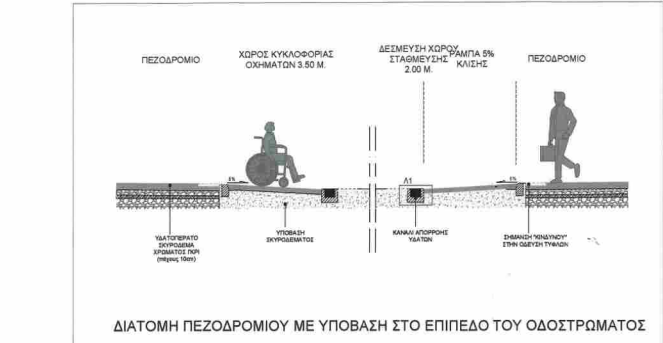 ΠΕΖΟΔΡΟΜΙΟ
ΧΩΡΟΣ ΚΥΚΛΟΦΟΡΙΑΣ
ΟΧΗΜΑΤΩΝ 3.50 Μ.
ΔΕΣΜΕΥΣΗ ΧΩΡΟΥ
ΣΤΑΘΜΕΥΣΗΣ
2.00 Μ.
ΡΑΜΠΑ 5%
ΚΛΙΣΗΣ
ΠΕΖΟΔΡΟΜΙΟ
Λ1
ΥΔΑΤΟΠΕΡΑΤΟ
ΣΚΥΡΟΔΕΜΑ
ΧΡΩΜΑΤΟΣ ΓΚΡΙ
(πάχους 10cm)
ΥΠΟΒΑΣΗ
ΣΚΥΡΟΔΕΜΑΤΟΣ
ΚΑΝΑΛΙ ΑΠΟΡΡΟΗΣ
ΥΔΑΤΩΝ
ΣΗΜΑΝΣΗ "ΚΙΝΔΥΝΟΥ"
ΣΤΗΝ ΟΔΕΥΣΗ ΤΥΦΛΩΝ
ΔΙΑΤΟΜΗ ΠΕΖΟΔΡΟΜΙΟΥ ΜΕ ΥΠΟΒΑΣΗ ΣΤΟ ΕΠΙΠΕΔΟ ΤΟΥ ΟΔΟΣΤΡΩΜΑΤΟΣ